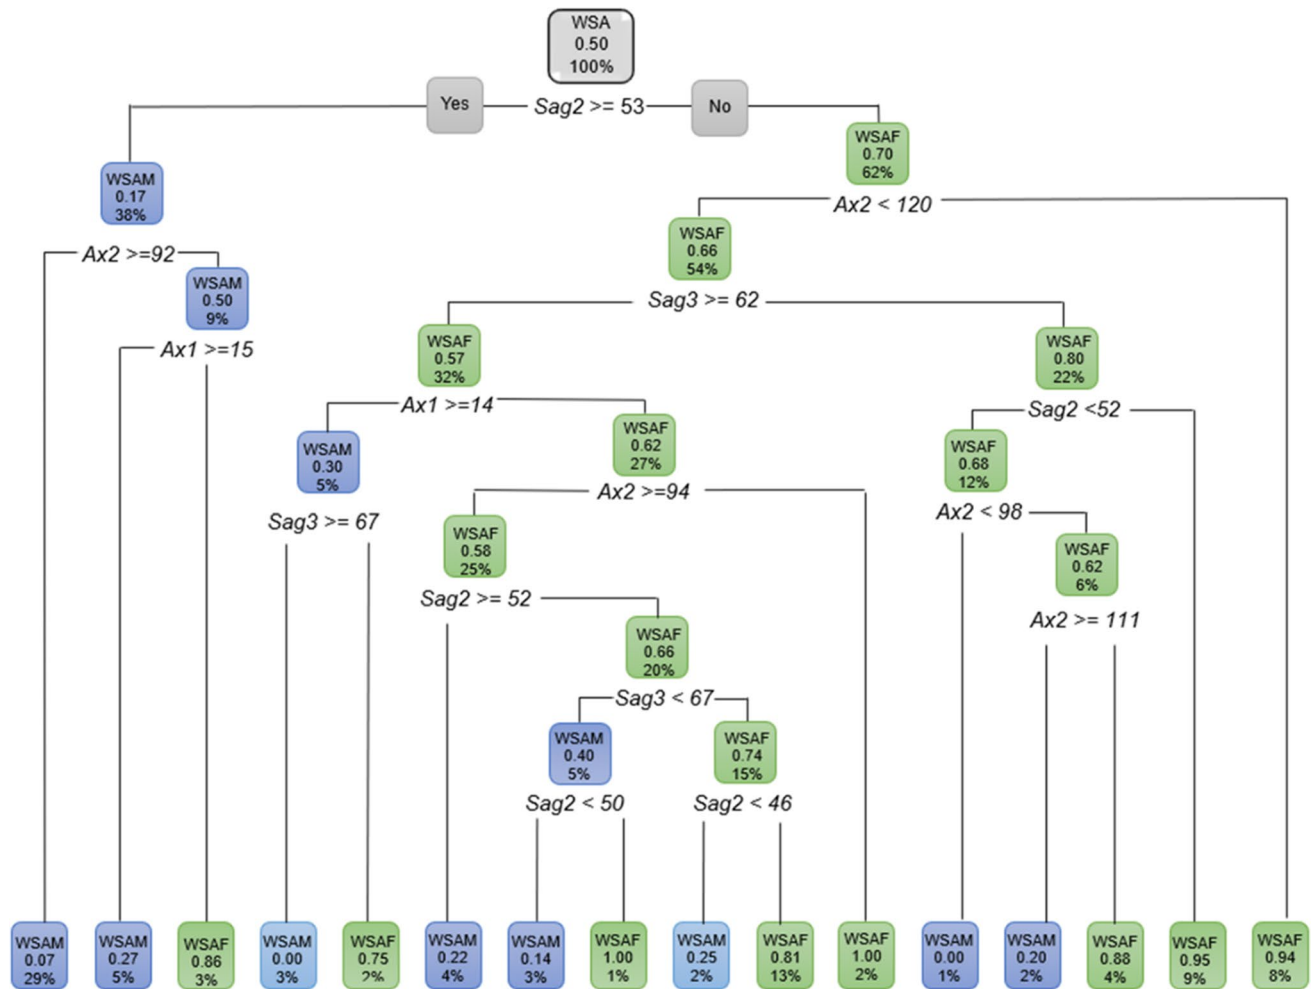 WSA
0.50
100%
Yes
Sag2 >= 53
No
WSAF
0.70
62%
WSAM
0.17
38%
Ax2 < 120
WSAF
0.66
54%
Ax2 >=92
WSAM
0.50
9%
Sag3 >= 62
WSAF
0.57
32%
WSAF
0.80
22%
Ax1 >=15
Ax1 >=14
Sag2 <52
WSAM
0.30
5%
WSAF
0.62
27%
WSAF
0.68
12%
Sag3 >= 67
Ax2 >=94
Ax2 < 98
WSAF
0.58
25%
WSAF
0.62
6%
Sag2 >= 52
Ax2 >= 111
WSAF
0.66
20%
Sag3 < 67
WSAM
0.40
5%
WSAF
0.74
15%
Sag2 < 50
Sag2 < 46
WSAM
0.07
29%
WSAM
0.27
5%
WSAF
0.86
3%
WSAM
0.00
3%
WSAF
0.75
2%
WSAM
0.22
4%
WSAM
0.14
3%
WSAF
1.00
1%
WSAM
0.25
2%
WSAF
0.81
13%
WSAF
1.00
2%
WSAM
0.00
1%
WSAM
0.20
2%
WSAF
0.88
4%
WSAF
0.95
9%
WSAF
0.94
8%